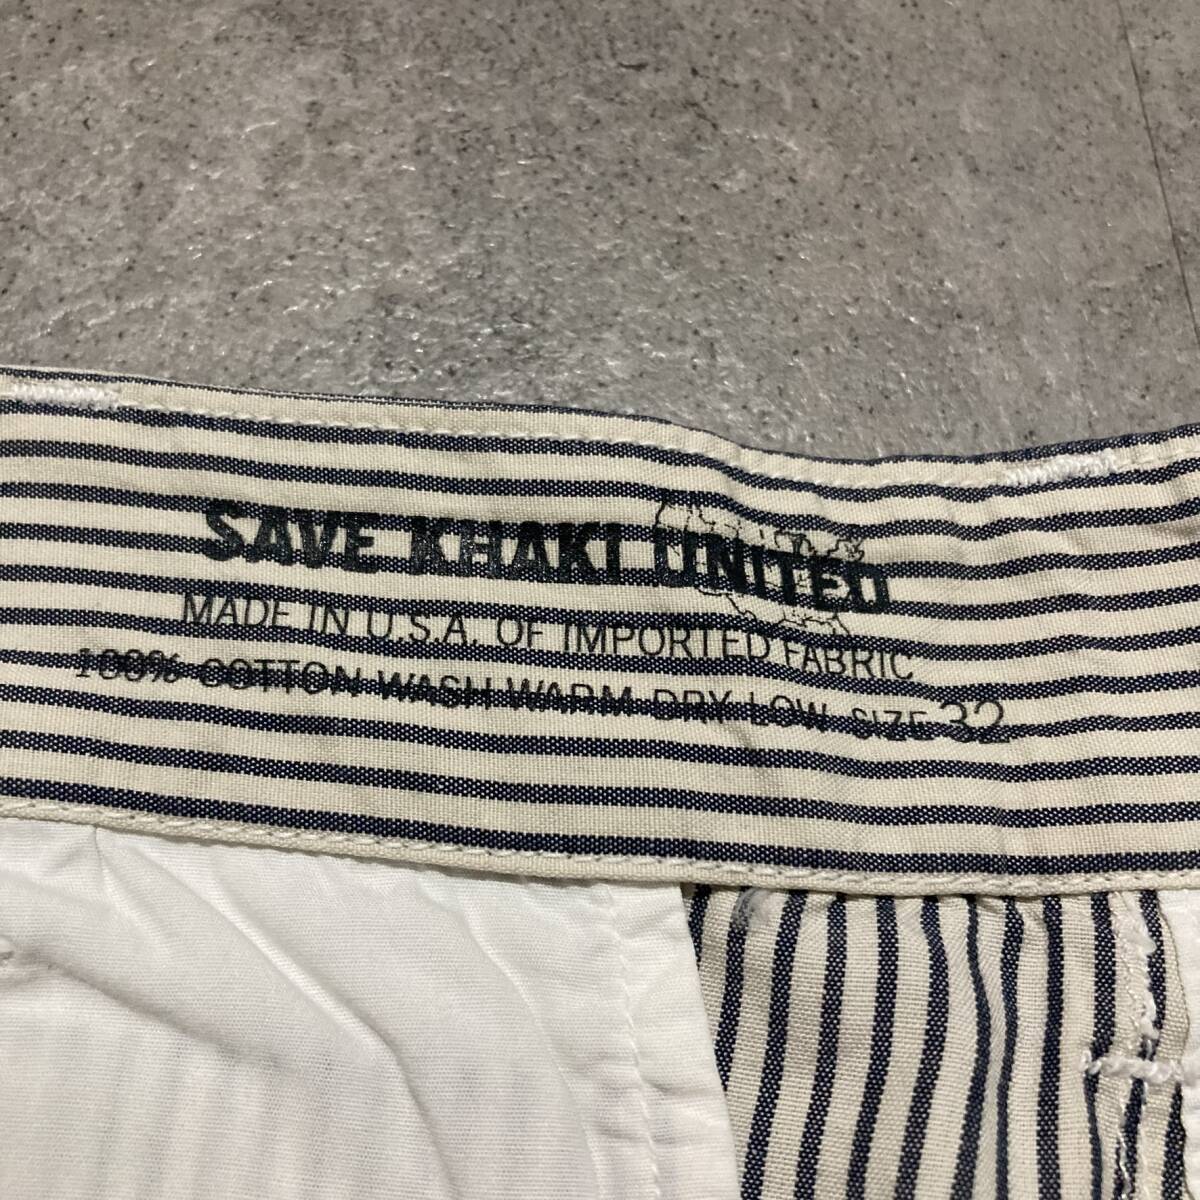 SAVE KHAKI UNITED
MADE IN U.S.A. OF IMPORTED FABRIC
100% COTTON WASH WARM DRY LOW SIZE 32